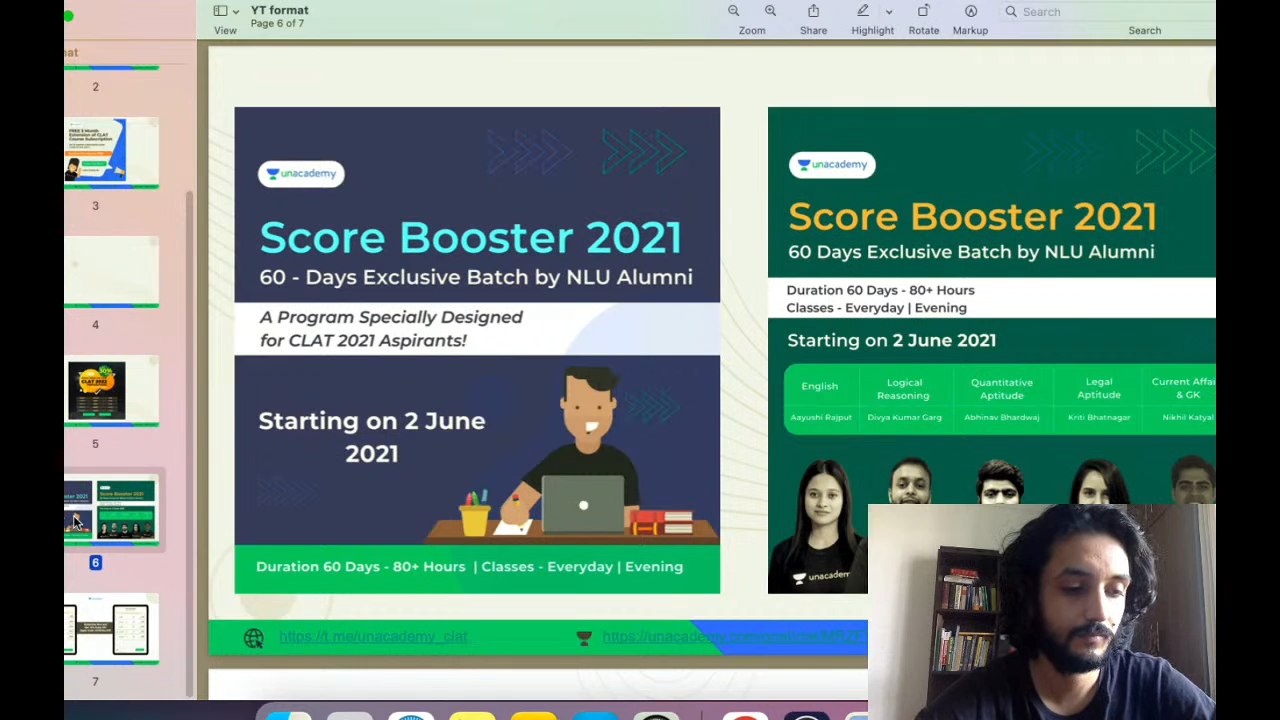 YT format
Page 6 of 7
View
Zoom
Share
Highlight
Rotate
Markup
Search
Search
2
3
4
5
6
7
unacademy
Score Booster 2021
60 - Days Exclusive Batch by NLU Alumni
A Program Specially Designed
for CLAT 2021 Aspirants!
Starting on 2 June
2021
Duration 60 Days - 80+ Hours | Classes - Everyday | Evening
unacademy
Score Booster 2021
60 Days Exclusive Batch by NLU Alumni
Duration 60 Days - 80+ Hours
Classes - Everyday | Evening
Starting on 2 June 2021
English
Logical
Reasoning
Quantitative
Aptitude
Legal
Aptitude
Current Affai
& GK
Aayushi Rajput
Divya Kumar Garg
Abhinav Bhardwaj
Kriti Bhatnagar
Nikhil Katyal
unacadem
https://t.me/unacademy_clat